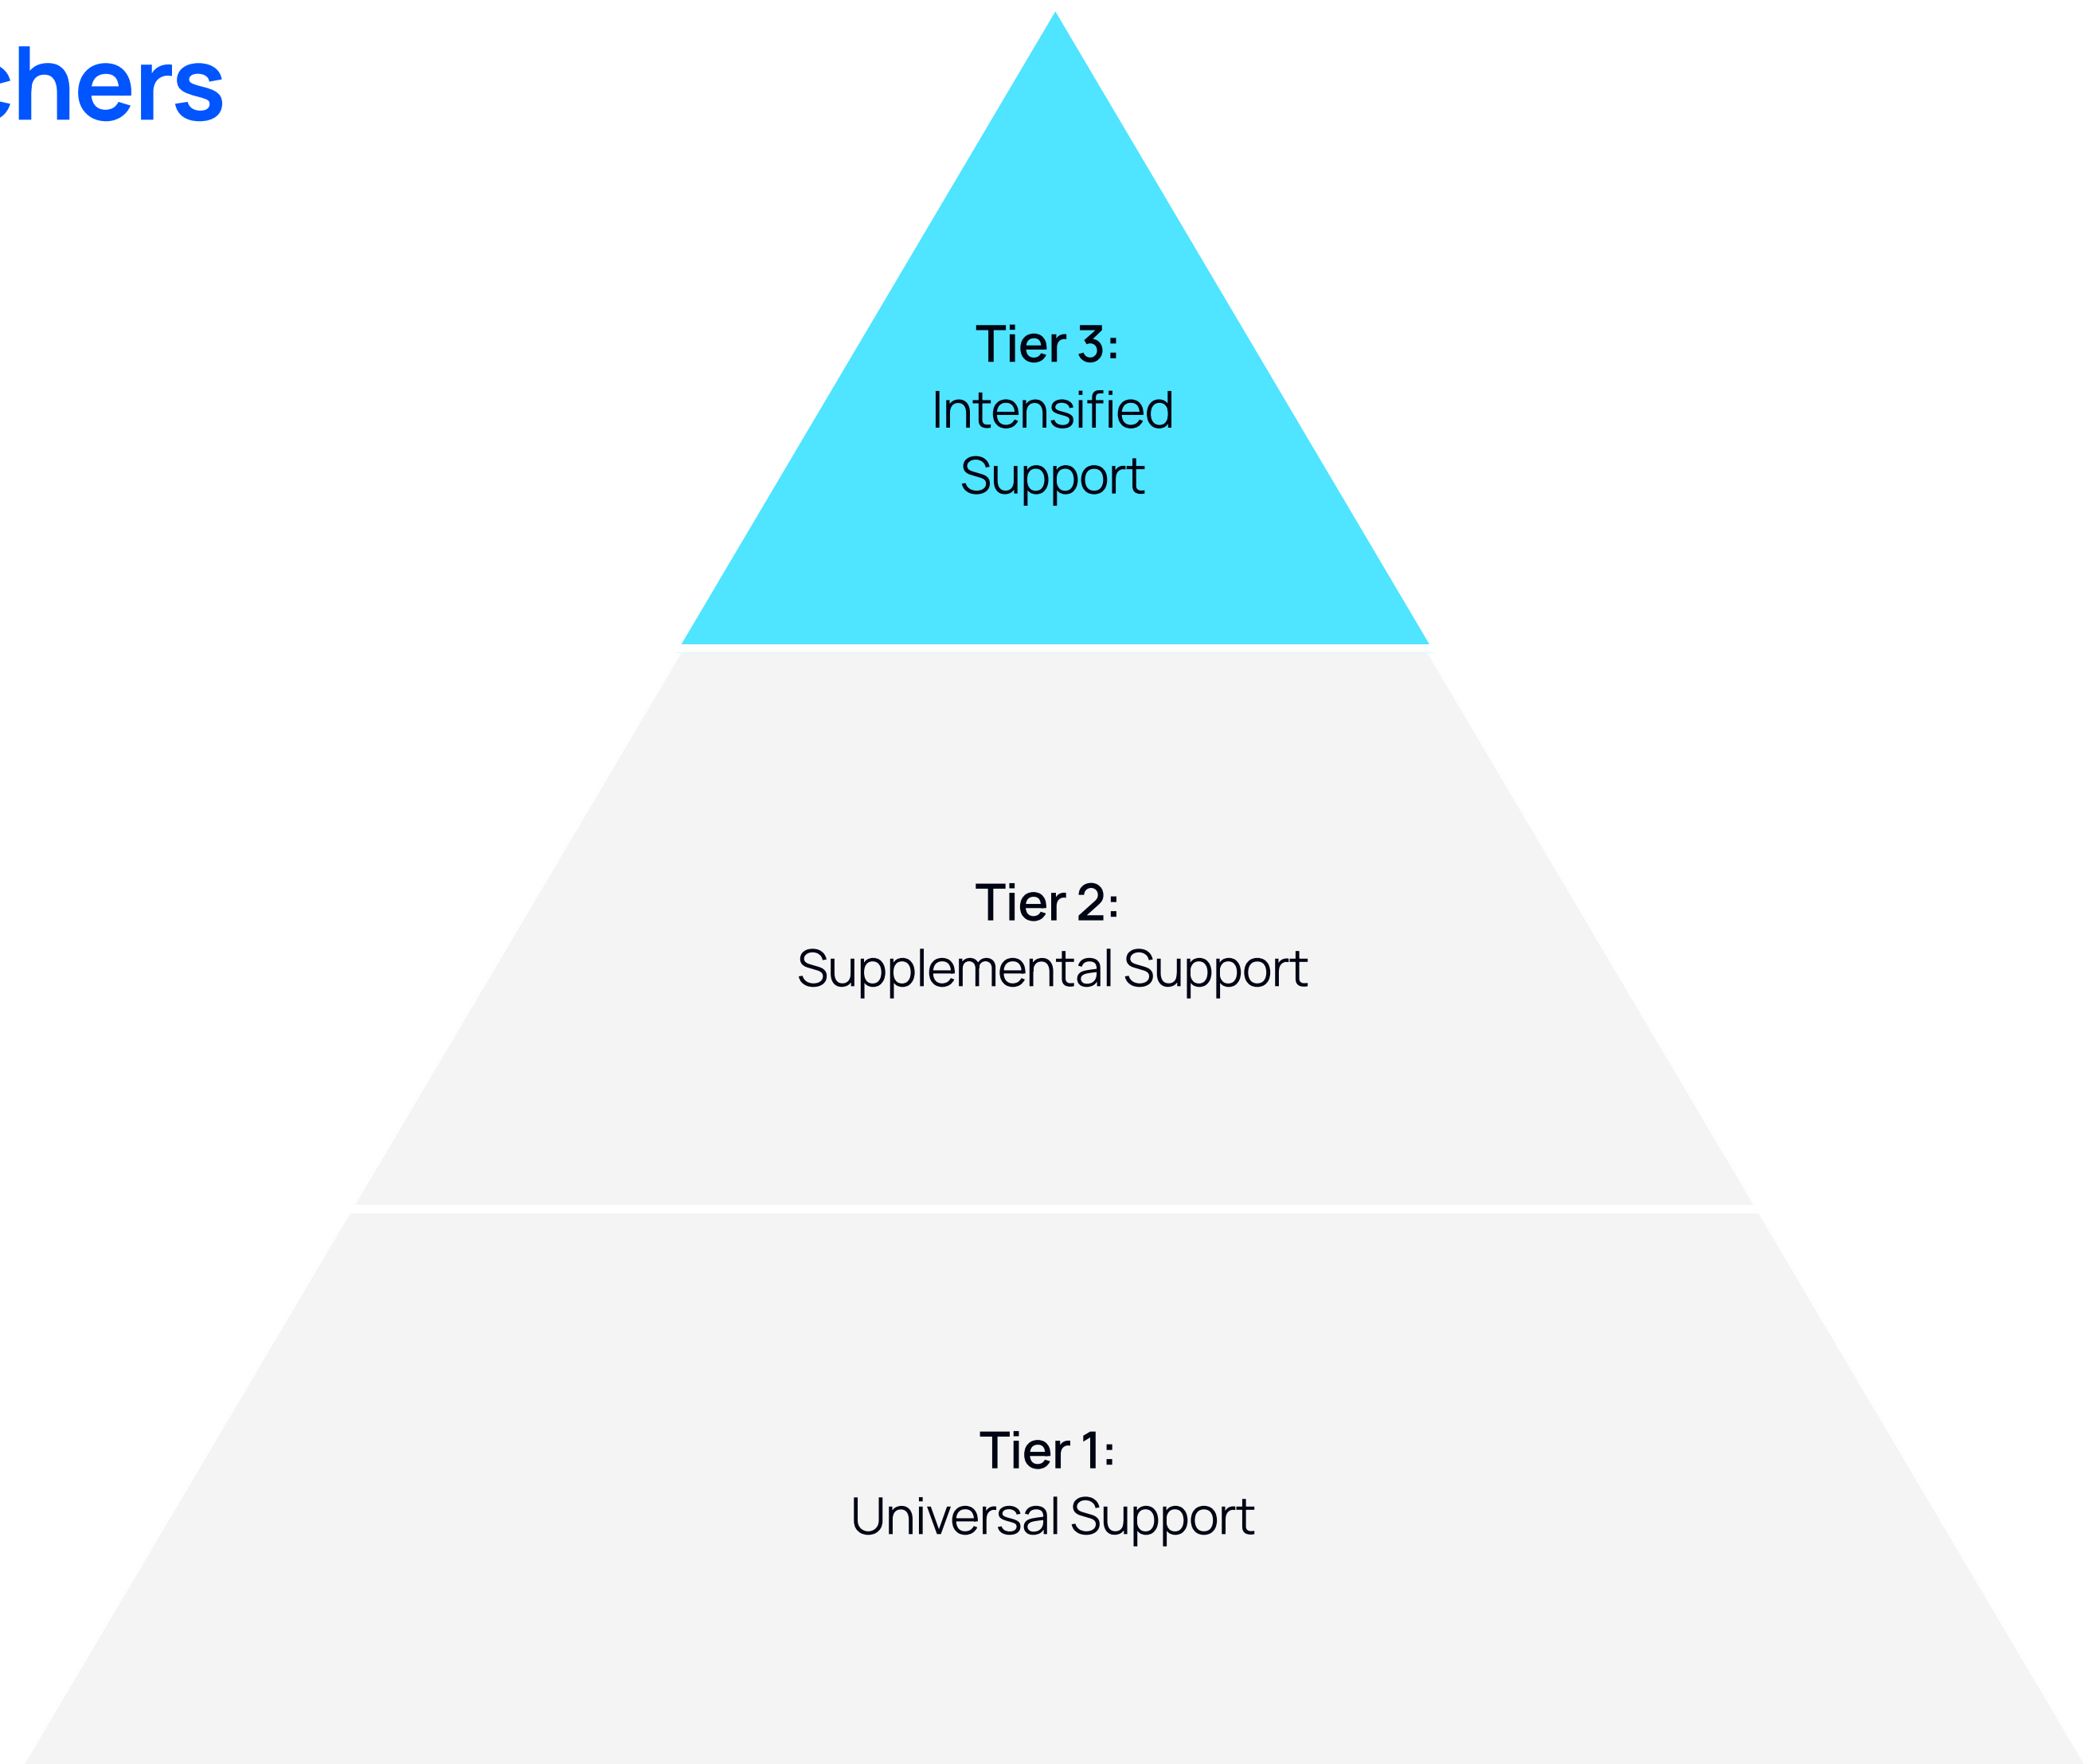 chers
Tier 3:
Intensified
Support
Tier 2:
Supplemental Support
Tier 1:
Universal Support